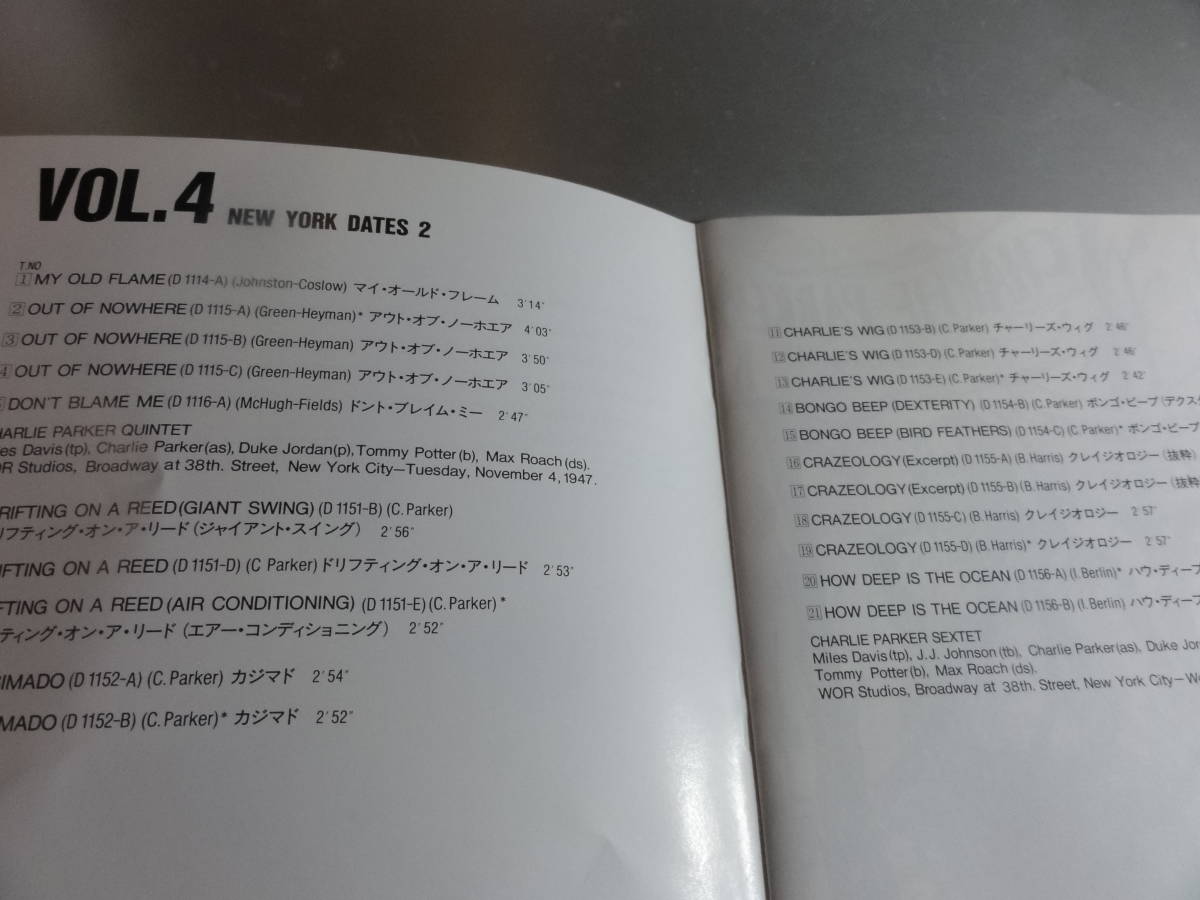 VOL.4 NEW YORK DATES 2
T.NO
1 MY OLD FLAME (D 1114-A) (Johnston-Coslow) マイ・オールド・フレーム 3'14"
2 OUT OF NOWHERE (D 1115-A) (Green-Heyman)* アウト・オブ・ノーホエア 4'03"
3 OUT OF NOWHERE (D 1115-B) (Green-Heyman) アウト・オブ・ノーホエア 3'50"
4 OUT OF NOWHERE (D 1115-C) (Green-Heyman) アウト・オブ・ノーホエア 3'05"
DON'T BLAME ME (D 1116-A) (McHugh-Fields) ドント・ブレイム・ミー 2'47"
HARLIE PARKER QUINTET
les Davis(tp), Charlie Parker(as), Duke Jordan(p), Tommy Potter(b), Max Roach(ds).
OR Studios, Broadway at 38th. Street, New York City—Tuesday, November 4, 1947.
RIFTING ON A REED (GIANT SWING) (D 1151-B) (C. Parker)
リフティング・オン・ア・リード (ジャイアント・スイング) 2'56"
IFTING ON A REED (D 1151-D) (C Parker) ドリフティング・オン・ア・リード 2'53"
FTING ON A REED (AIR CONDITIONING) (D 1151-E) (C. Parker)*
ティング・オン・ア・リード (エアー・コンディショニング) 2'52"
SIMADO (D 1152-A) (C. Parker) カジマド 2'54"
MADO (D 1152-B) (C. Parker)* カジマド 2'52"
11 CHARLIE'S WIG (D 1153-B) (C. Parker) チャーリーズ・ウィグ 2'46"
12 CHARLIE'S WIG (D 1153-D) (C. Parker) チャーリーズ・ウィグ 2'46"
13 CHARLIE'S WIG (D 1153-E) (C. Parker)* チャーリーズ・ウィグ 2'42"
14 BONGO BEEP (DEXTERITY) (D 1154-B) (C. Parker) ボンゴ・ビープ (デクスタ
15 BONGO BEEP (BIRD FEATHERS) (D 1154-C) (C. Parker)* ボンゴ・ビープ
16 CRAZEOLOGY (Excerpt) (D 1155-A) (B. Harris) クレイジオロジー (抜粋)
17 CRAZEOLOGY (Excerpt) (D 1155-B) (B. Harris) クレイジオロジー (抜粋
18 CRAZEOLOGY (D 1155-C) (B. Harris) クレイジオロジー 2'57"
19 CRAZEOLOGY (D 1155-D) (B. Harris)* クレイジオロジー 2'57"
20 HOW DEEP IS THE OCEAN (D 1156-A) (I. Berlin)* ハウ・ディープ
21 HOW DEEP IS THE OCEAN (D 1156-B) (I. Berlin) ハウ・ディープ
CHARLIE PARKER SEXTET
Miles Davis(tp), J.J. Johnson(tb), Charlie Parker(as), Duke Jor
Tommy Potter(b), Max Roach (ds).
WOR Studios, Broadway at 38th. Street, New York City—We